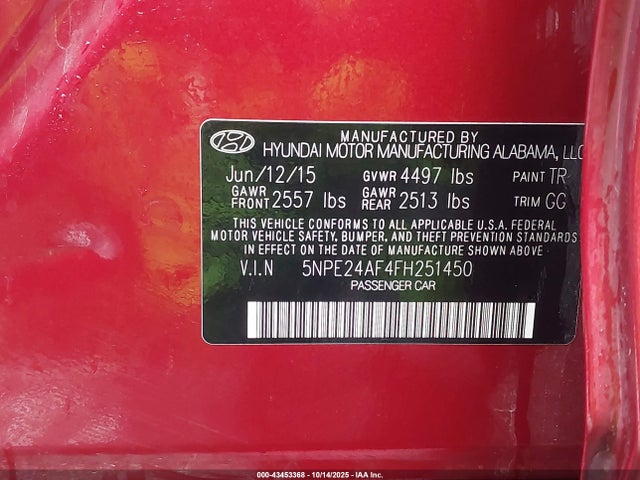 MANUFACTURED BY
HYUNDAI MOTOR MANUFACTURING ALABAMA, LLC
Jun/12/15 GVWR 4497 lbs PAINT TR
GAWR FRONT 2557 lbs GAWR REAR 2513 lbs TRIM GG
THIS VEHICLE CONFORMS TO ALL APPLICABLE U.S.A. FEDERAL
MOTOR VEHICLE SAFETY, BUMPER, AND THEFT PREVENTION STANDARDS
IN EFFECT ON THE DATE OF MANUFACTURE SHOWN ABOVE
V.I.N 5NPE24AF4FH251450
PASSENGER CAR
000-43453368 - 10/14/2025 - IAA Inc.